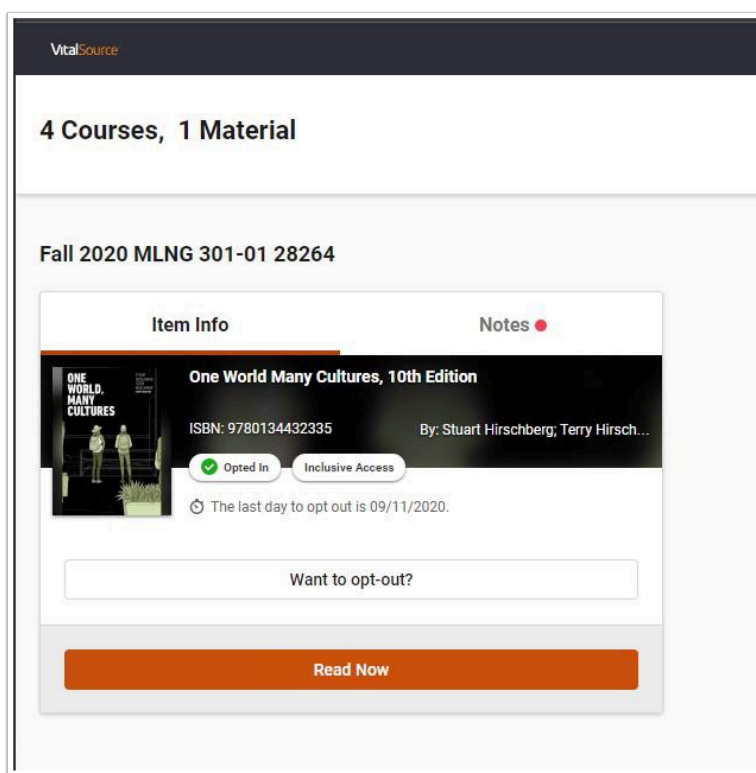 VitalSource
4 Courses, 1 Material
Fall 2020 MLNG 301-01 28264
Item Info
Notes
ONE
WORLD,
MANY
CULTURES
One World Many Cultures, 10th Edition
ISBN: 9780134432335
By: Stuart Hirschberg; Terry Hirsch...
Opted In
Inclusive Access
The last day to opt out is 09/11/2020.
Want to opt-out?
Read Now